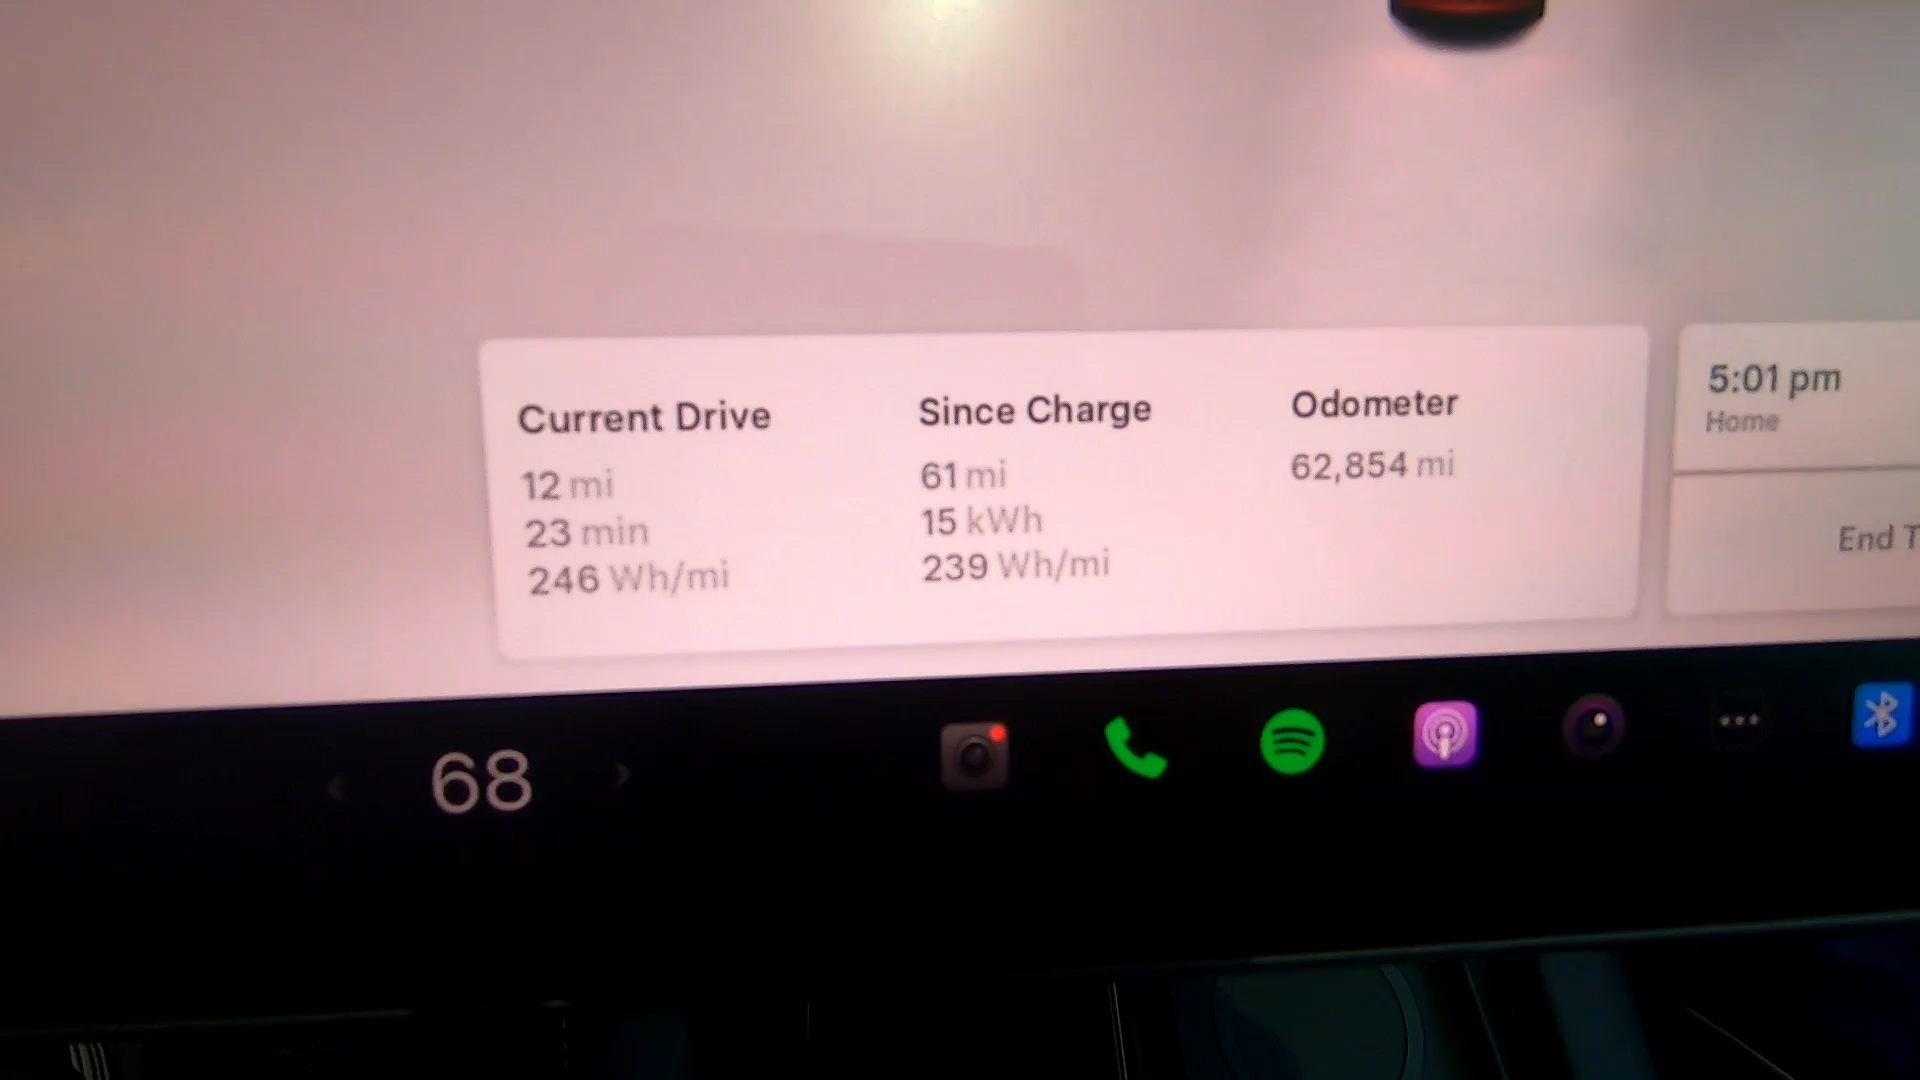 Current Drive
12 mi
23 min
246 Wh/mi
Since Charge
61 mi
15 kWh
239 Wh/mi
Odometer
62,854 mi
5:01 pm
Home
End T
68